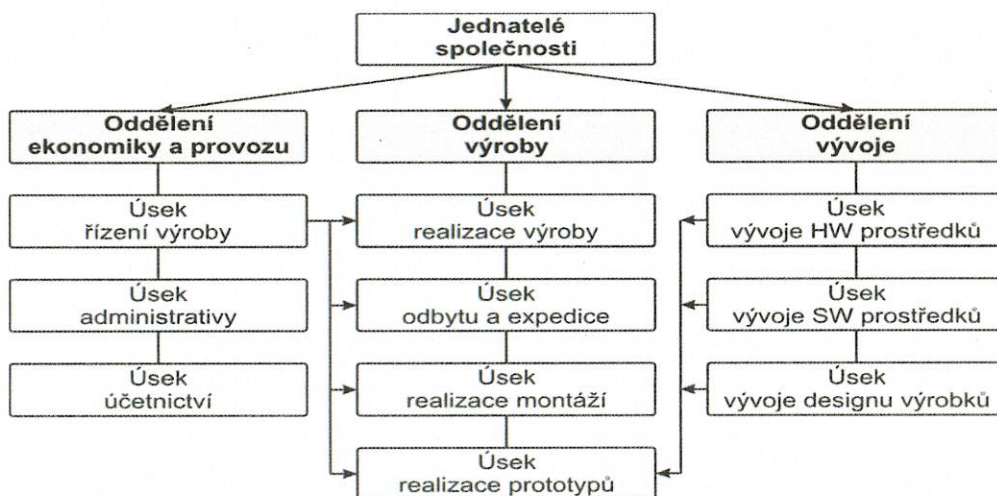 Jednatelé
společnosti
Oddělení
ekonomiky a provozu
Oddělení
výroby
Oddělení
vývoje
Úsek
řízení výroby
Úsek
realizace výroby
Úsek
vývoje HW prostředků
Úsek
administrativy
Úsek
odbytu a expedice
Úsek
vývoje SW prostředků
Úsek
účetnictví
Úsek
realizace montáží
Úsek
vývoje designu výrobků
Úsek
realizace prototypů